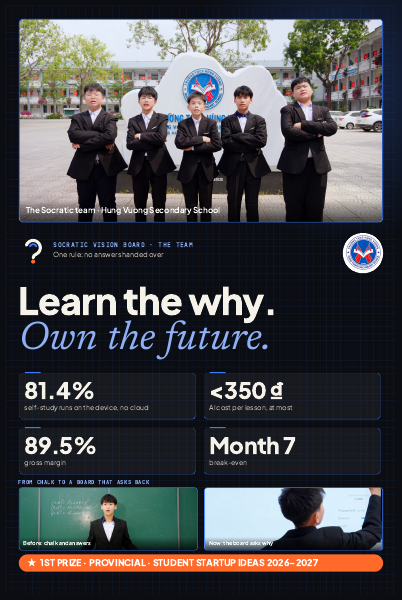 The Socratic team · Hung Vuong Secondary School
SOCRATIC VISION BOARD · THE TEAM
One rule: no answers handed over
Learn the why.
Own the future.
81.4%
self-study runs on the device, no cloud
<350 ₫
AI cost per lesson, at most
89.5%
gross margin
Month 7
break-even
FROM CHALK TO A BOARD THAT ASKS BACK
Before: chalk and answers
Now: the board asks why
★ 1ST PRIZE · PROVINCIAL · STUDENT STARTUP IDEAS 2026–2027